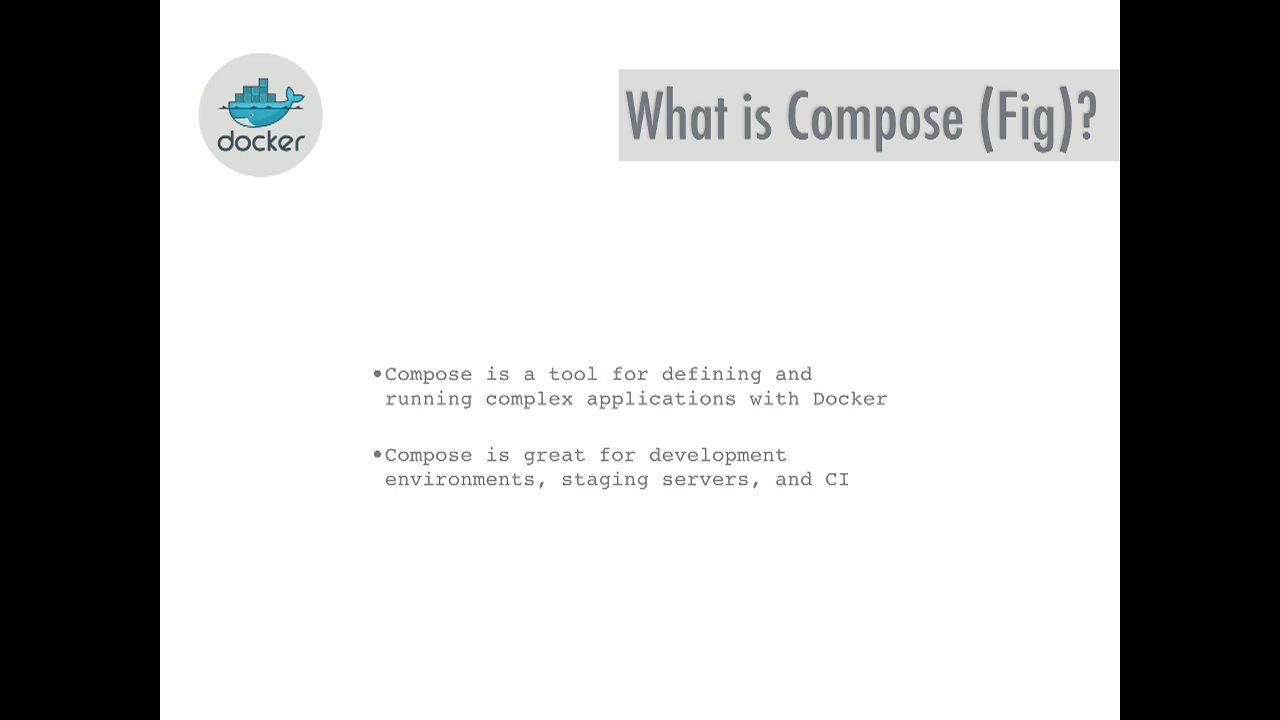 docker
What is Compose (Fig)?
•Compose is a tool for defining and
running complex applications with Docker
•Compose is great for development
environments, staging servers, and CI